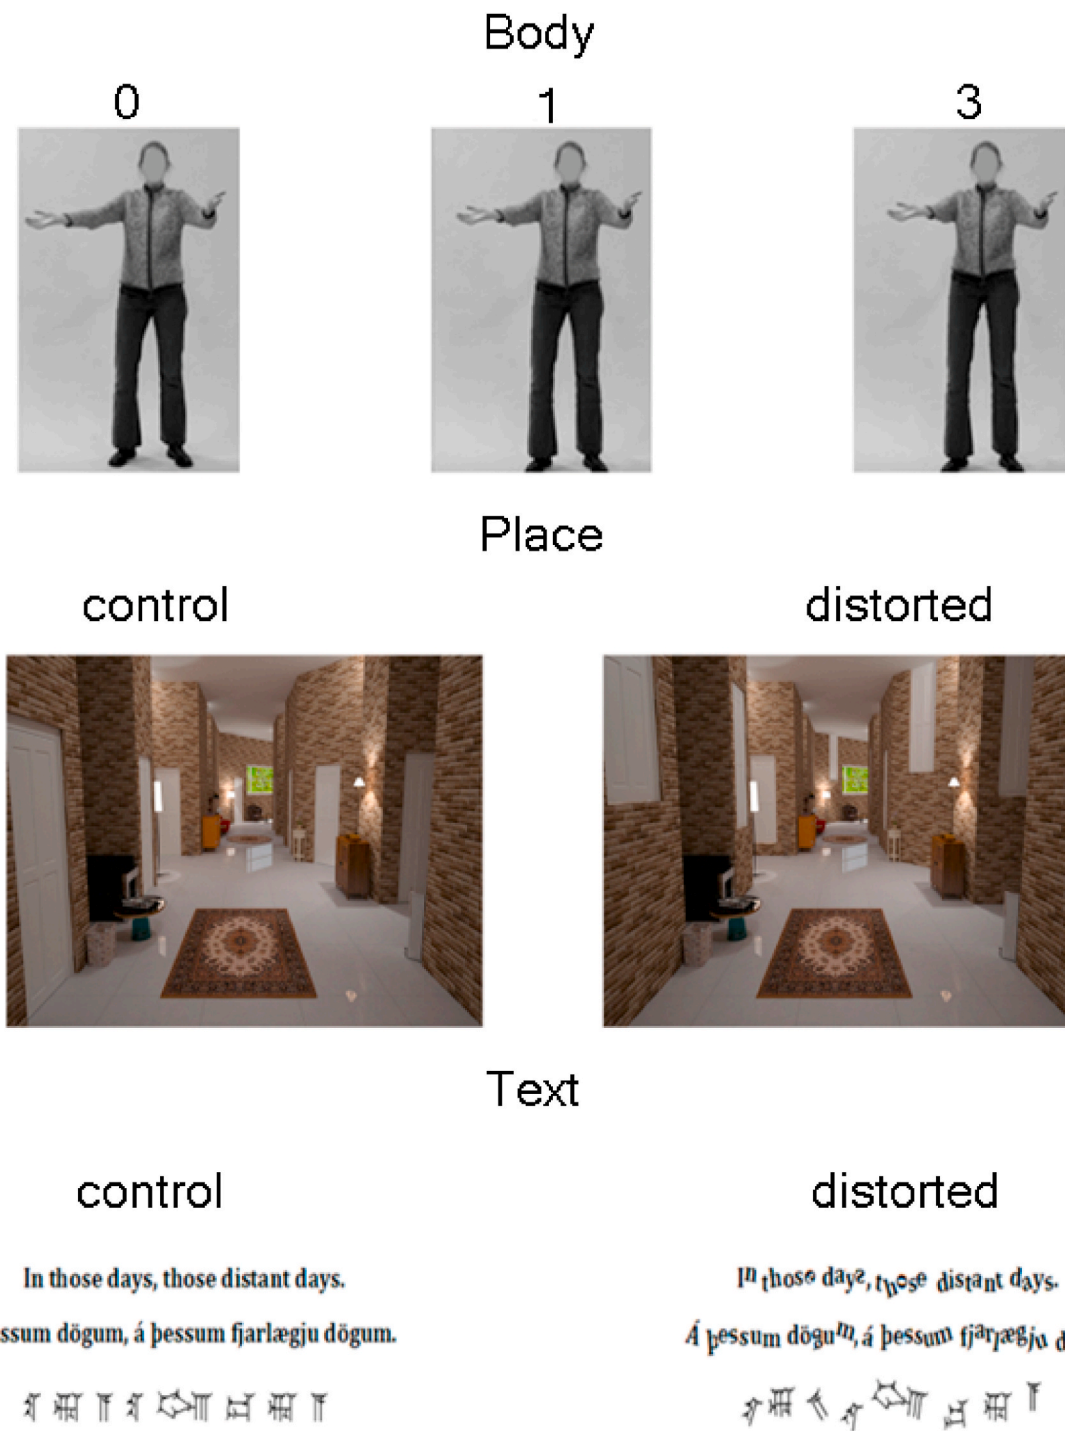 Body
0 1 3
Place
control distorted
Text
control distorted
In those days, those distant days.
ssum dögum, á þessum fjarlægju dögum.
In those days, those distant days.
Á þessum dögum, á þessum fjarlægju d